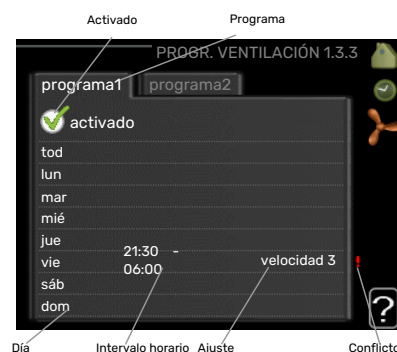 Activado
Programa
PROGR. VENTILACIÓN 1.3.3
programa1
programa2
activado
tod
lun
mar
mié
jue
vie
21:30 -
06:00
velocidad 3
!
sáb
dom
?
Día
Intervalo horario
Ajuste
Conflicto